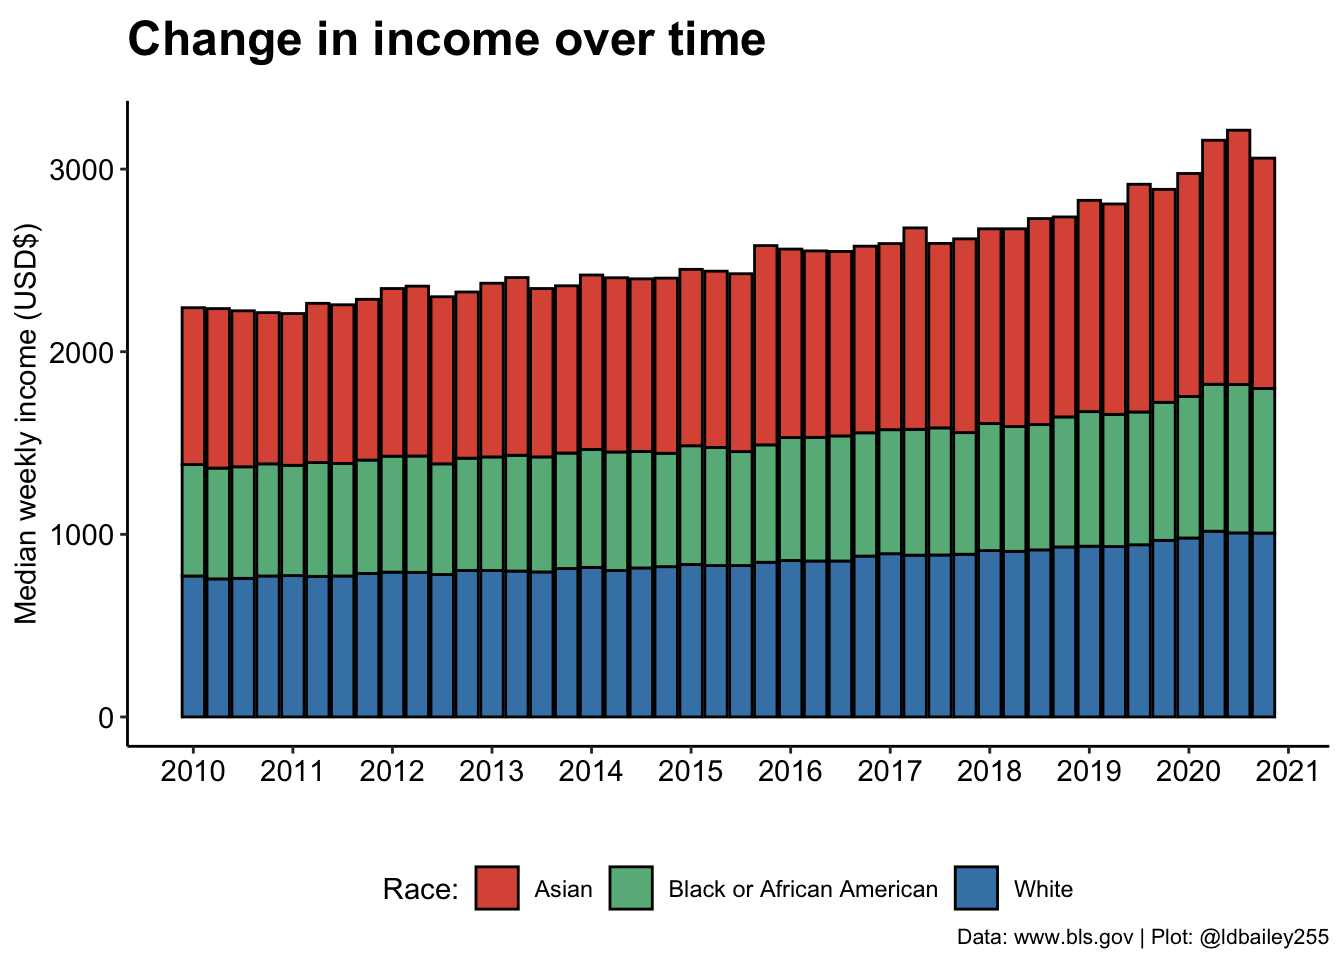 Change in income over time
Median weekly income (USD$)
3000
2000
1000
0
2010 2011 2012 2013 2014 2015 2016 2017 2018 2019 2020 2021
Race: Asian Black or African American White
Data: www.bls.gov | Plot: @ldbailey255